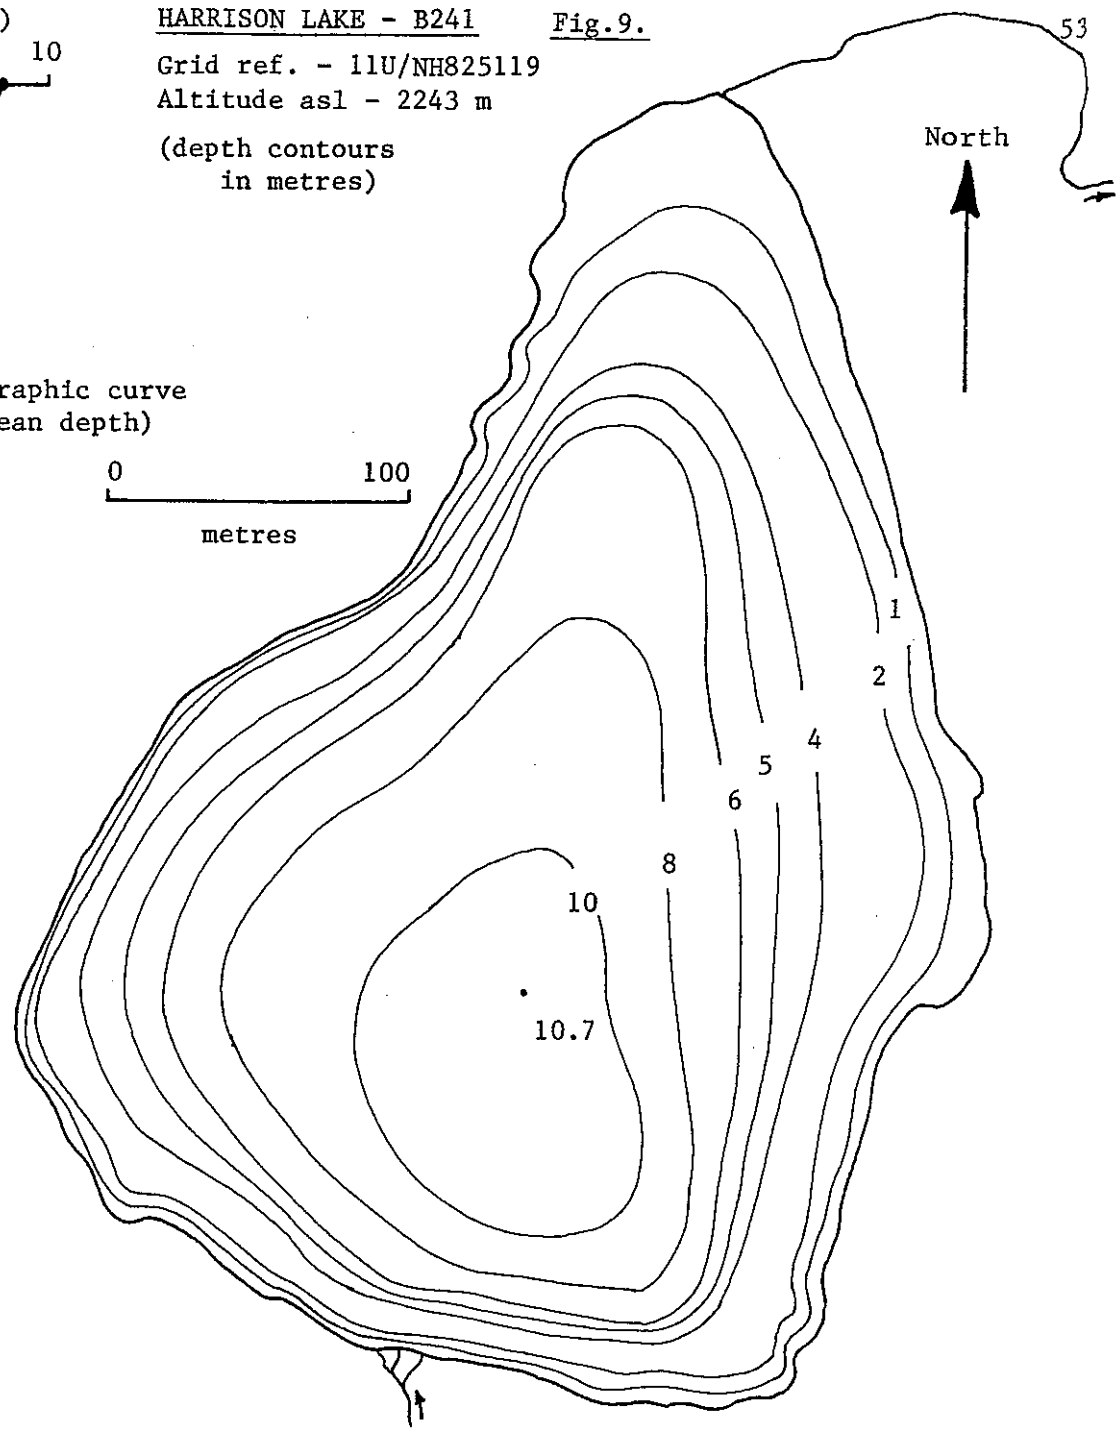 )
10
HARRISON LAKE - B241
Fig.9.
53
Grid ref. - 11U/NH825119
Altitude asl - 2243 m
(depth contours
in metres)
North
raphic curve
ean depth)
0 100
metres
1
2
4
5
6
8
10
10.7